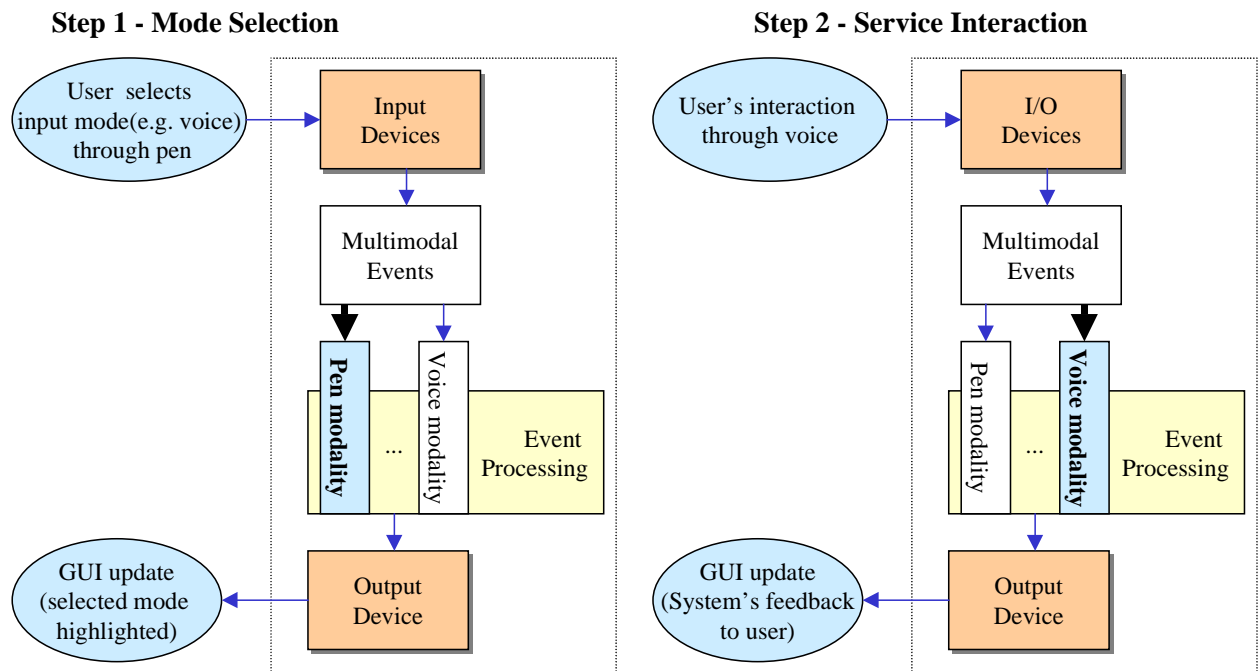 Step 1 - Mode Selection
User selects
input mode(e.g. voice)
through pen
Input
Devices
Multimodal
Events
Pen modality
...
Voice modality
Event
Processing
GUI update
(selected mode
highlighted)
Output
Device
Step 2 - Service Interaction
User's interaction
through voice
I/O
Devices
Multimodal
Events
Pen modality
...
Voice modality
Event
Processing
GUI update
(System's feedback
to user)
Output
Device